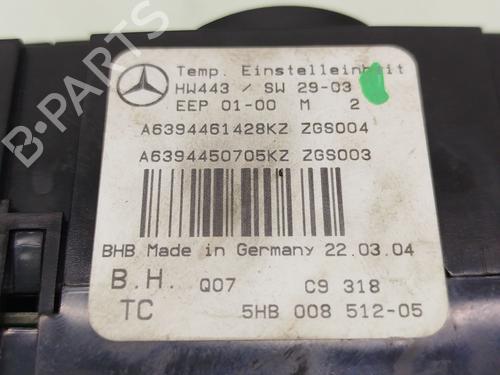 Temp. Einstelleinheit
HW443 / SW 29-03
EEP 01-00 M 2
A6394461428KZ ZGS004
A6394450705KZ ZGS003
BHB Made in Germany 22.03.04
B.H. Q07 C9 318
TC 5HB 008 512-05
B-PARTS